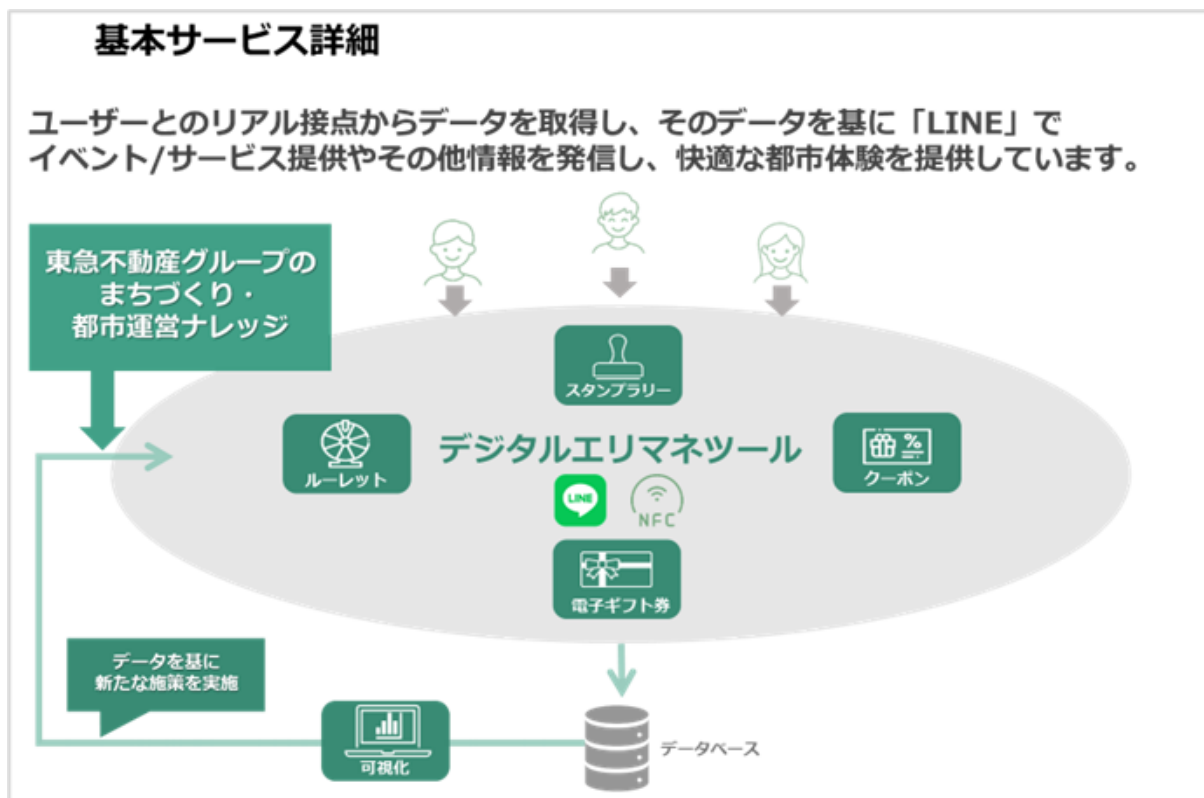 基本サービス詳細
ユーザーとのリアル接点からデータを取得し、そのデータを基に「LINE」で
イベント/サービス提供やその他情報を発信し、快適な都市体験を提供しています。
東急不動産グループの
まちづくり・
都市運営ナレッジ
スタンプラリー
ルーレット
デジタルエリマネツール
クーポン
LINE
NFC
電子ギフト券
データを基に
新たな施策を実施
可視化
データベース